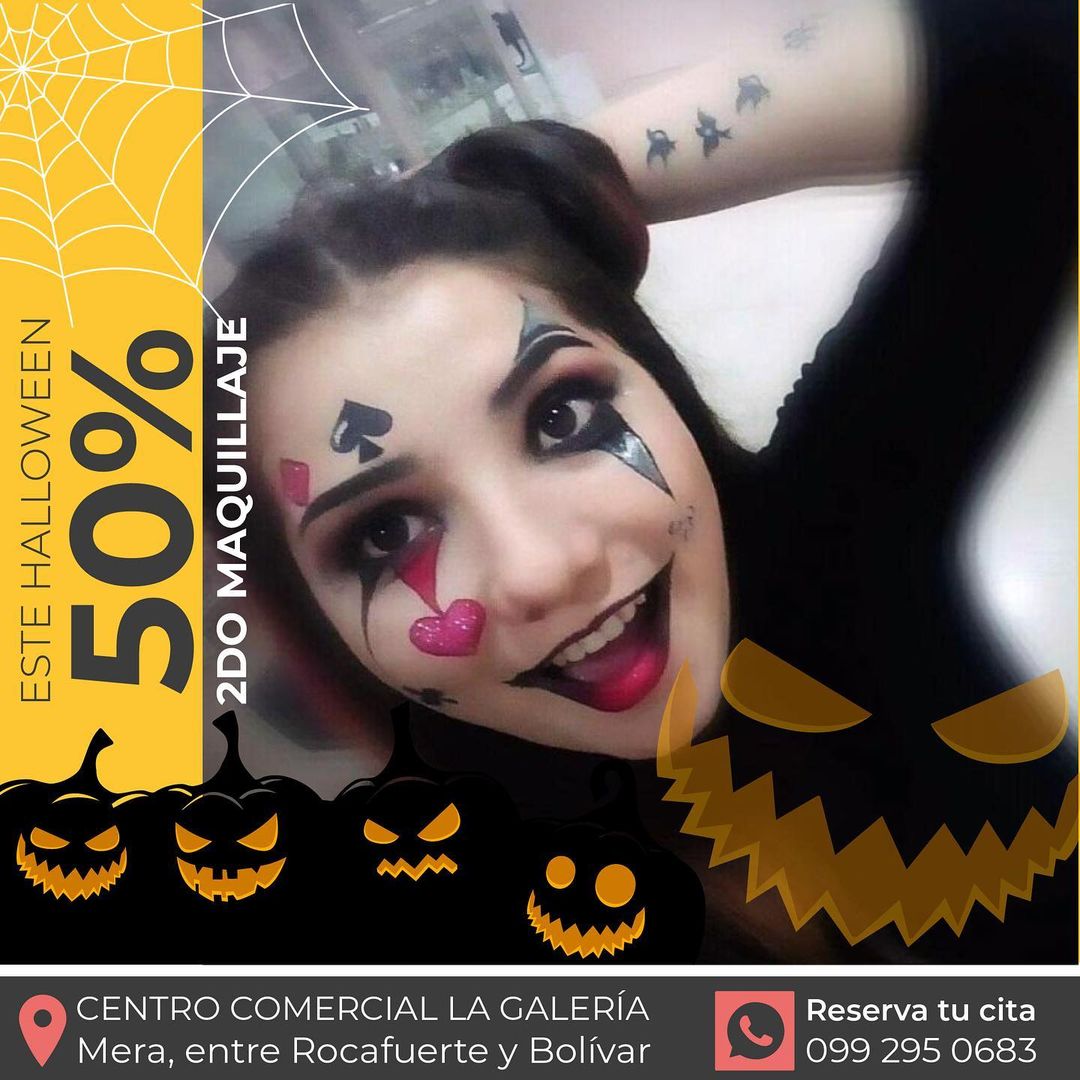 ESTE HALLOWEEN
50%
2DO MAQUILLAJE
CENTRO COMERCIAL LA GALERÍA
Mera, entre Rocafuerte y Bolívar
Reserva tu cita
099 295 0683